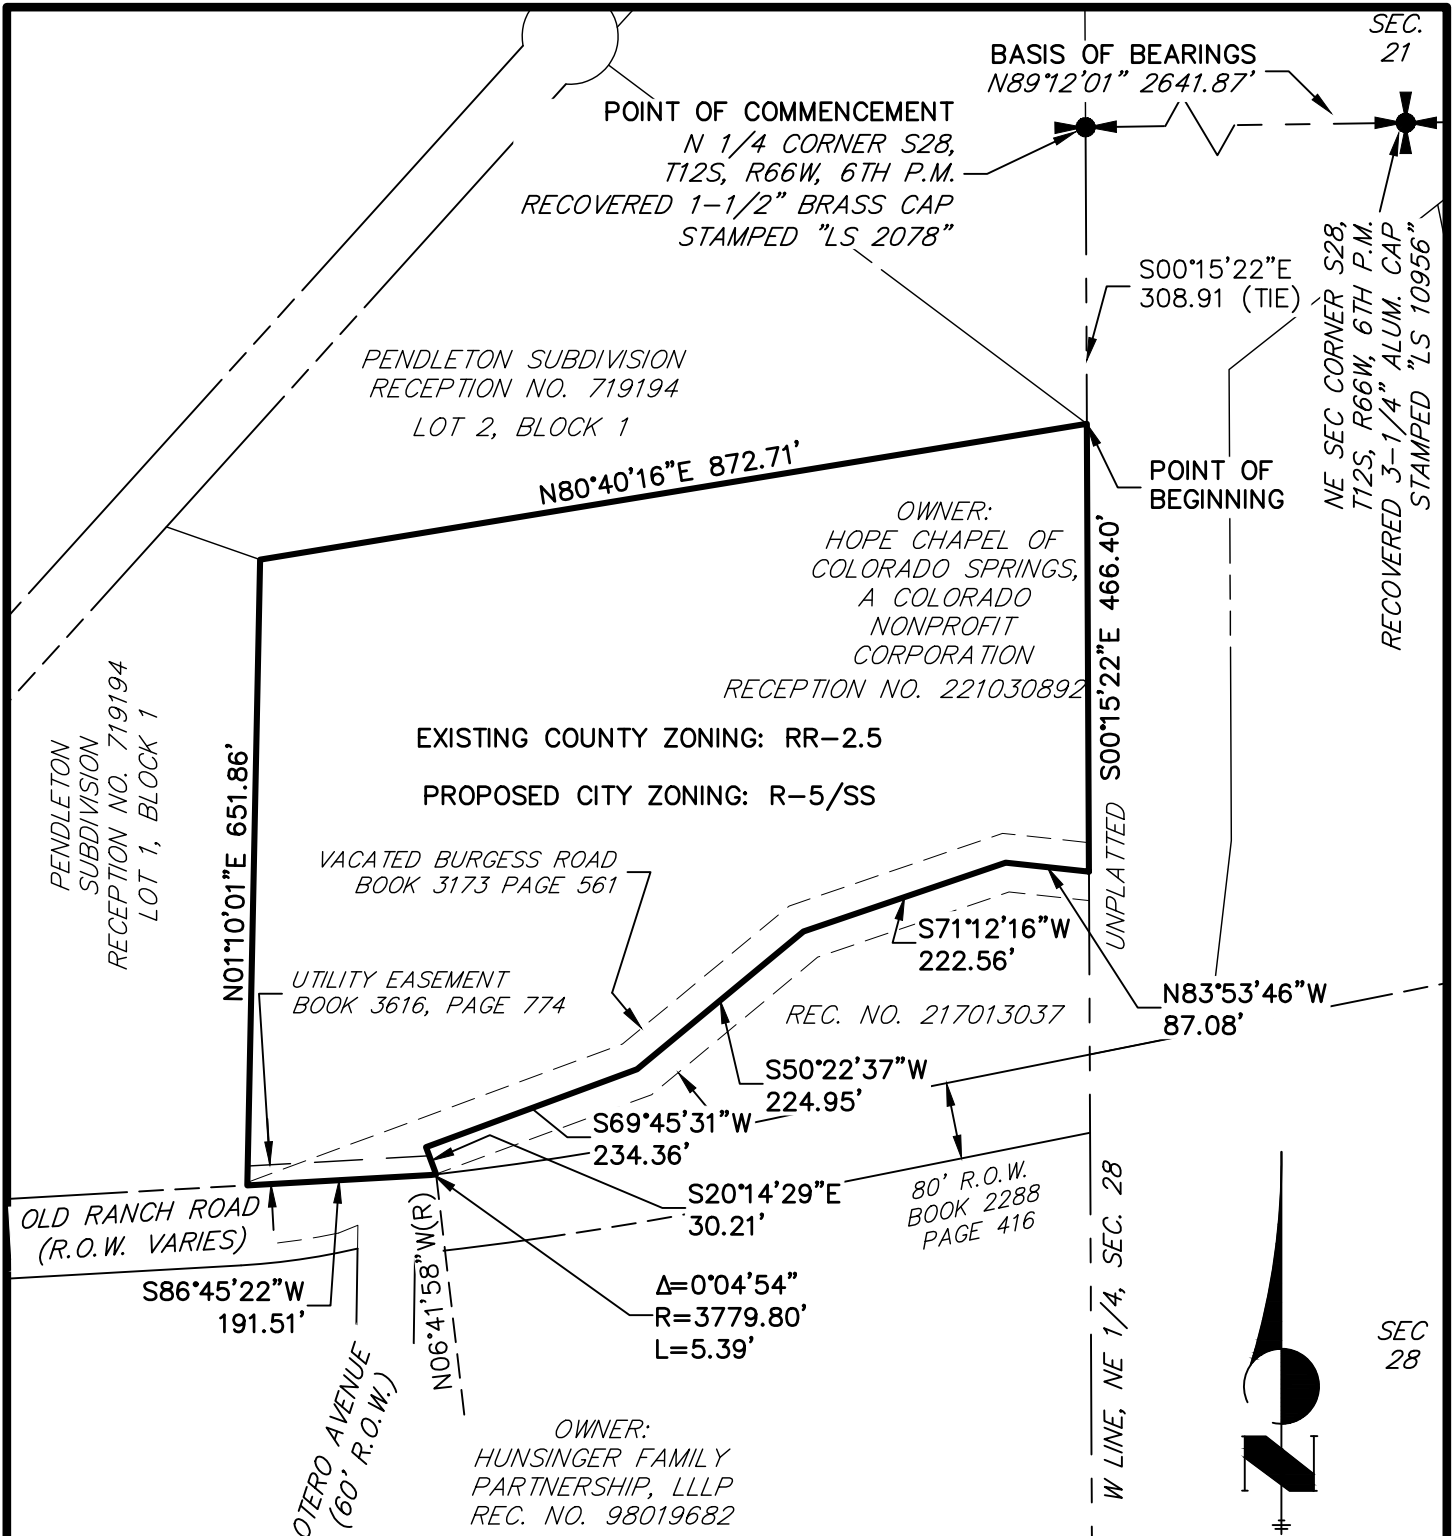 SEC.
21
BASIS OF BEARINGS
N89°12'01" 2641.87'
POINT OF COMMENCEMENT
N 1/4 CORNER S28,
T12S, R66W, 6TH P.M.
RECOVERED 1-1/2" BRASS CAP
STAMPED "LS 2078"
NE SEC CORNER S28,
T12S, R66W, 6TH P.M.
RECOVERED 3-1/4" ALUM. CAP
STAMPED "LS 10956"
S00°15'22"E
308.91 (TIE)
PENDLETON SUBDIVISION
RECEPTION NO. 719194
LOT 2, BLOCK 1
N80°40'16"E 872.71'
POINT OF
BEGINNING
OWNER:
HOPE CHAPEL OF
COLORADO SPRINGS,
A COLORADO
NONPROFIT
CORPORATION
RECEPTION NO. 221030892
S00°15'22"E 466.40'
UNPLATTED
PENDLETON
SUBDIVISION
RECEPTION NO. 719194
LOT 1, BLOCK 1
N01°10'01"E 651.86'
EXISTING COUNTY ZONING: RR-2.5
PROPOSED CITY ZONING: R-5/SS
VACATED BURGESS ROAD
BOOK 3173 PAGE 561
UTILITY EASEMENT
BOOK 3616, PAGE 774
S71°12'16"W
222.56'
N83°53'46"W
87.08'
REC. NO. 217013037
S50°22'37"W
224.95'
S69°45'31"W
234.36'
S20°14'29"E
30.21'
80' R.O.W.
BOOK 2288
PAGE 416
OLD RANCH ROAD
(R.O.W. VARIES)
S86°45'22"W
191.51'
N06°41'58"W(R)
Δ=0°04'54"
R=3779.80'
L=5.39'
W LINE, NE 1/4, SEC. 28
OTERO AVENUE
(60' R.O.W.)
OWNER:
HUNSINGER FAMILY
PARTNERSHIP, LLLP
REC. NO. 98019682
SEC
28
N